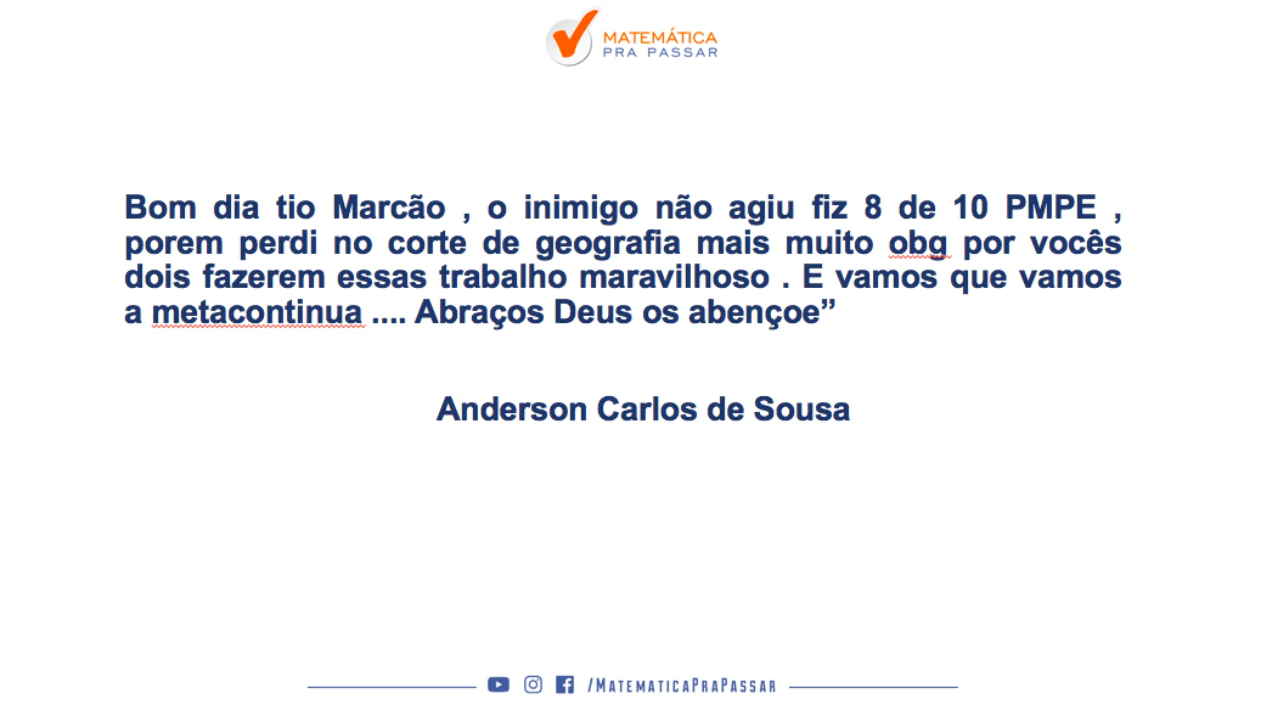 MATEMÁTICA
PRA PASSAR
Bom dia tio Marcão , o inimigo não agiu fiz 8 de 10 PMPE ,
porem perdi no corte de geografia mais muito obg por vocês
dois fazerem essas trabalho maravilhoso . E vamos que vamos
a metacontinua .... Abraços Deus os abençoe”
Anderson Carlos de Sousa
/MATEMATICAPRAPASSAR